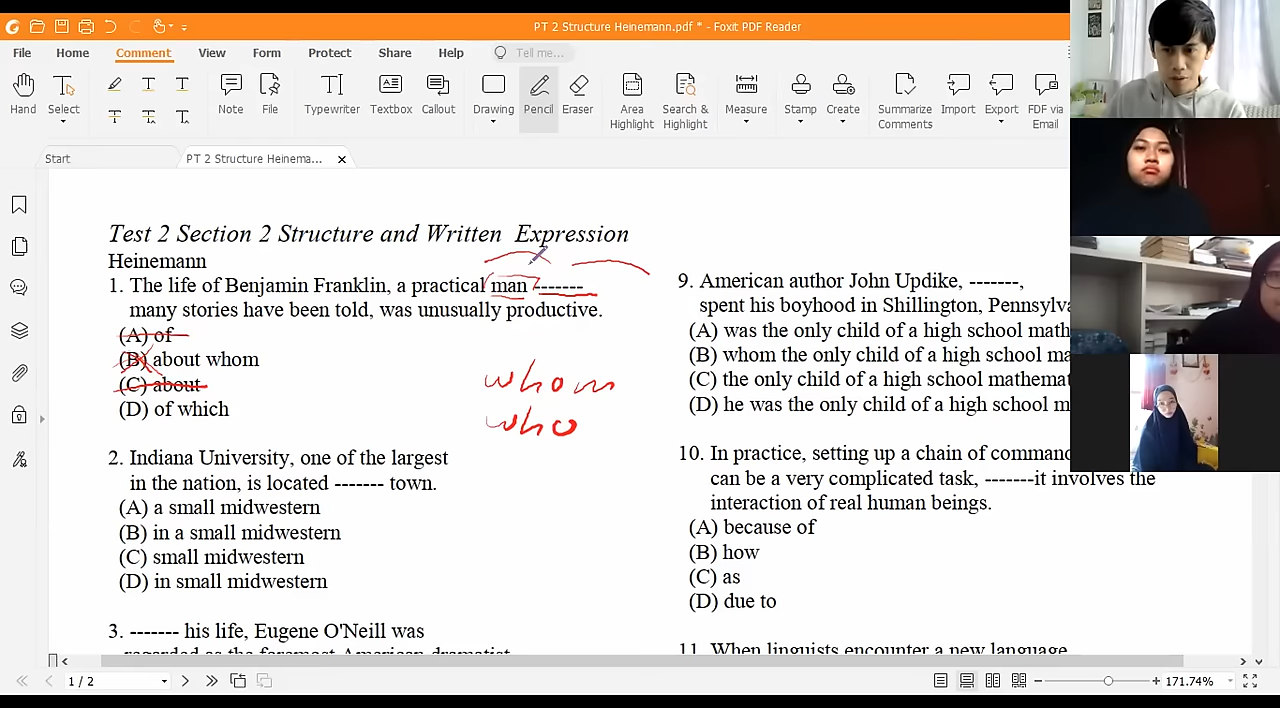 PT 2 Structure Heinemann.pdf * - Foxit PDF Reader
File Home Comment View Form Protect Share Help Tell me...
Hand Select Note File Typewriter Textbox Callout Drawing Pencil Eraser Area Highlight Search & Highlight Measure Stamp Create Summarize Comments Import Export FDF via Email
Start PT 2 Structure Heinema...
Test 2 Section 2 Structure and Written Expression
Heinemann
1. The life of Benjamin Franklin, a practical man -------
many stories have been told, was unusually productive.
(A) of
(B) about whom
(C) about
(D) of which
whom
who
2. Indiana University, one of the largest
in the nation, is located ------- town.
(A) a small midwestern
(B) in a small midwestern
(C) small midwestern
(D) in small midwestern
3. ------- his life, Eugene O'Neill was
regarded as the foremost American dramatist
9. American author John Updike, -------,
spent his boyhood in Shillington, Pennsylva
(A) was the only child of a high school math
(B) whom the only child of a high school ma
(C) the only child of a high school mathemat
(D) he was the only child of a high school m
10. In practice, setting up a chain of comman
can be a very complicated task, -------it involves the
interaction of real human beings.
(A) because of
(B) how
(C) as
(D) due to
11. When linguists encounter a new language
1 / 2 171.74%